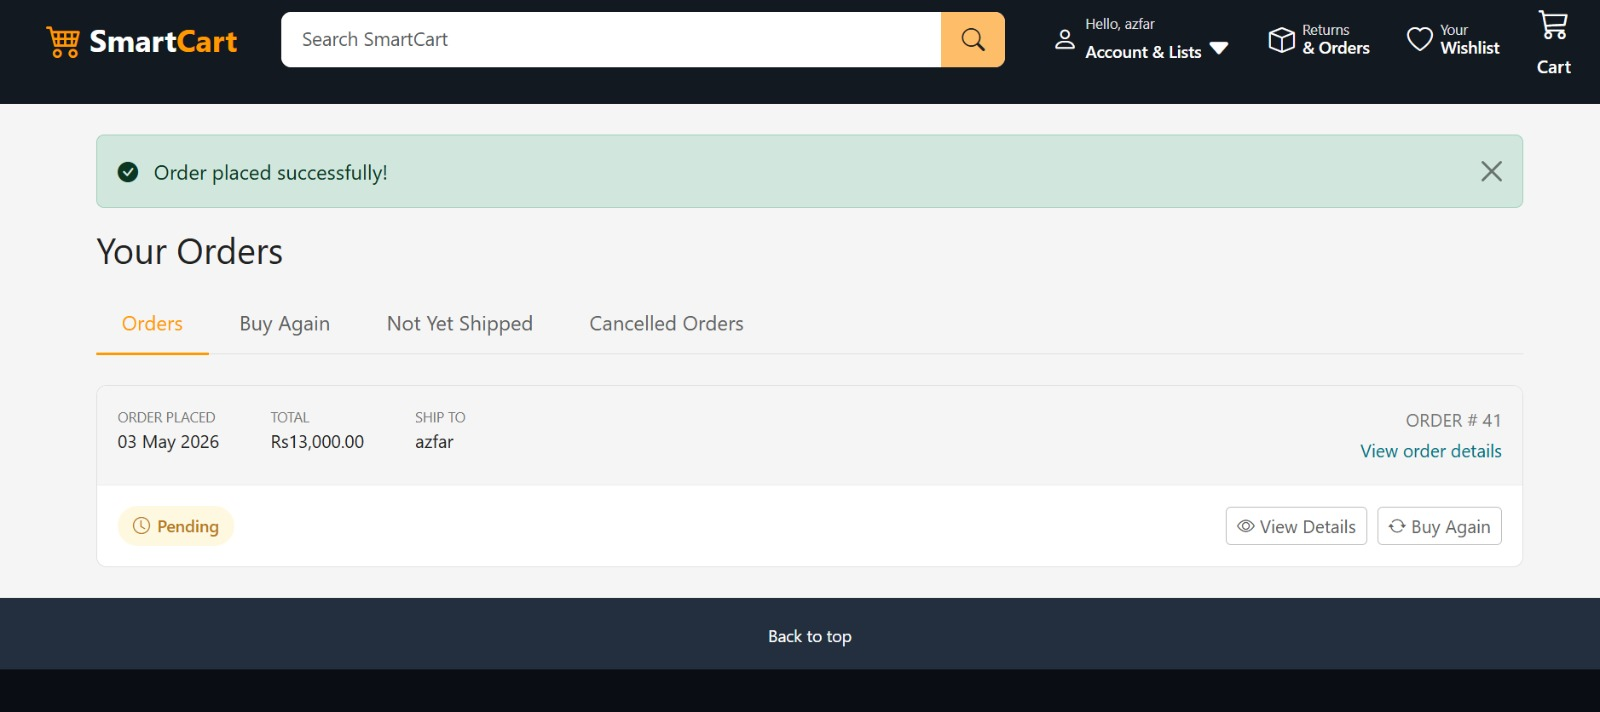 SmartCart
Search SmartCart
Hello, azfar
Account & Lists
Returns
& Orders
Your
Wishlist
Cart
Order placed successfully!
Your Orders
Orders
Buy Again
Not Yet Shipped
Cancelled Orders
ORDER PLACED
03 May 2026
TOTAL
Rs13,000.00
SHIP TO
azfar
ORDER # 41
View order details
Pending
View Details
Buy Again
Back to top